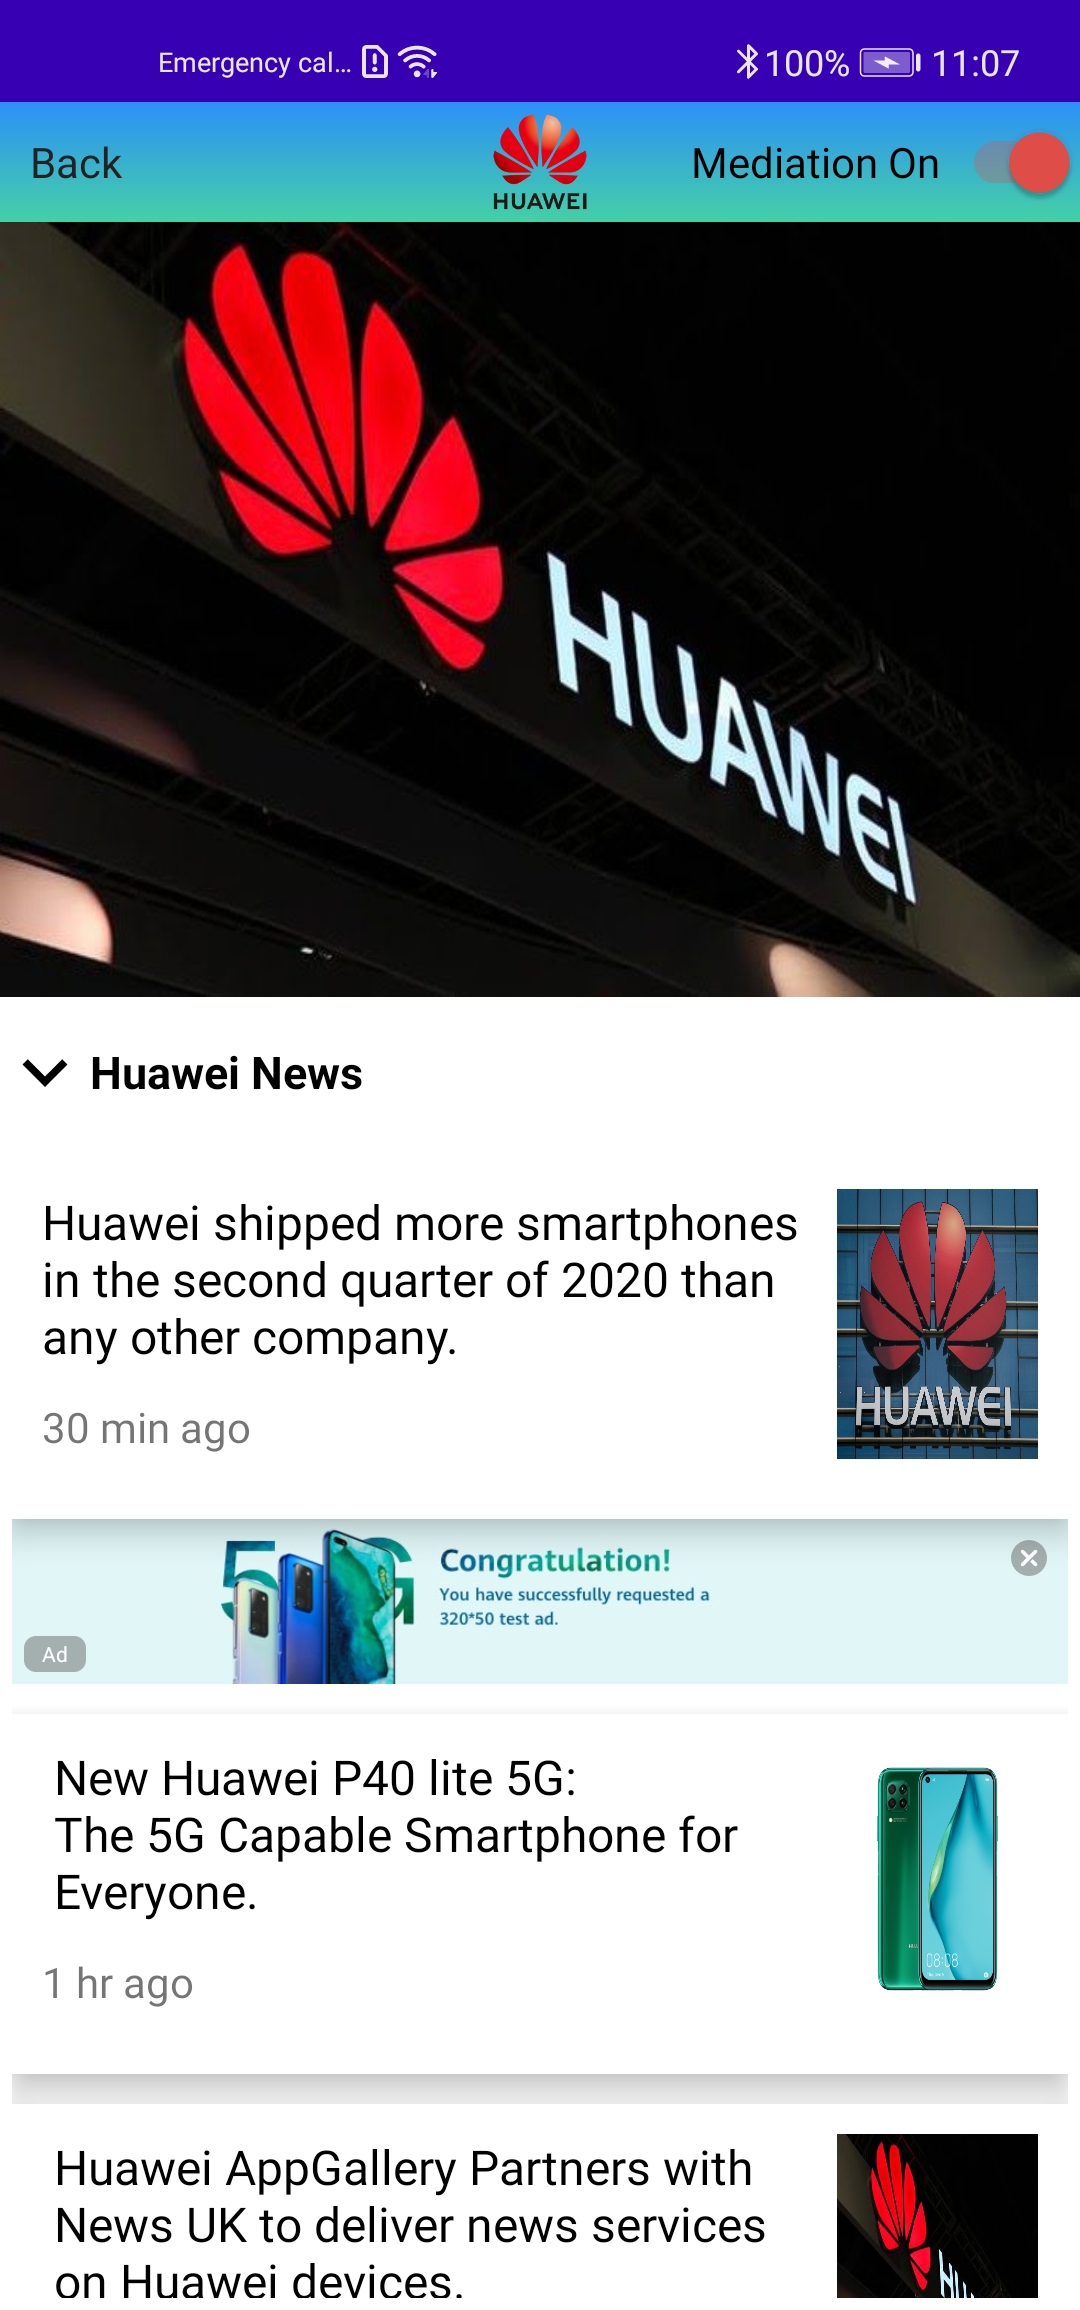 Emergency cal... 100% 11:07
Back HUAWEI Mediation On
HUAWEI
Huawei News
Huawei shipped more smartphones
in the second quarter of 2020 than
any other company.
30 min ago
HUAWEI
5G
Congratulation!
You have successfully requested a
320*50 test ad.
Ad
New Huawei P40 lite 5G:
The 5G Capable Smartphone for
Everyone.
1 hr ago
08:08
Huawei AppGallery Partners with
News UK to deliver news services
on Huawei devices.